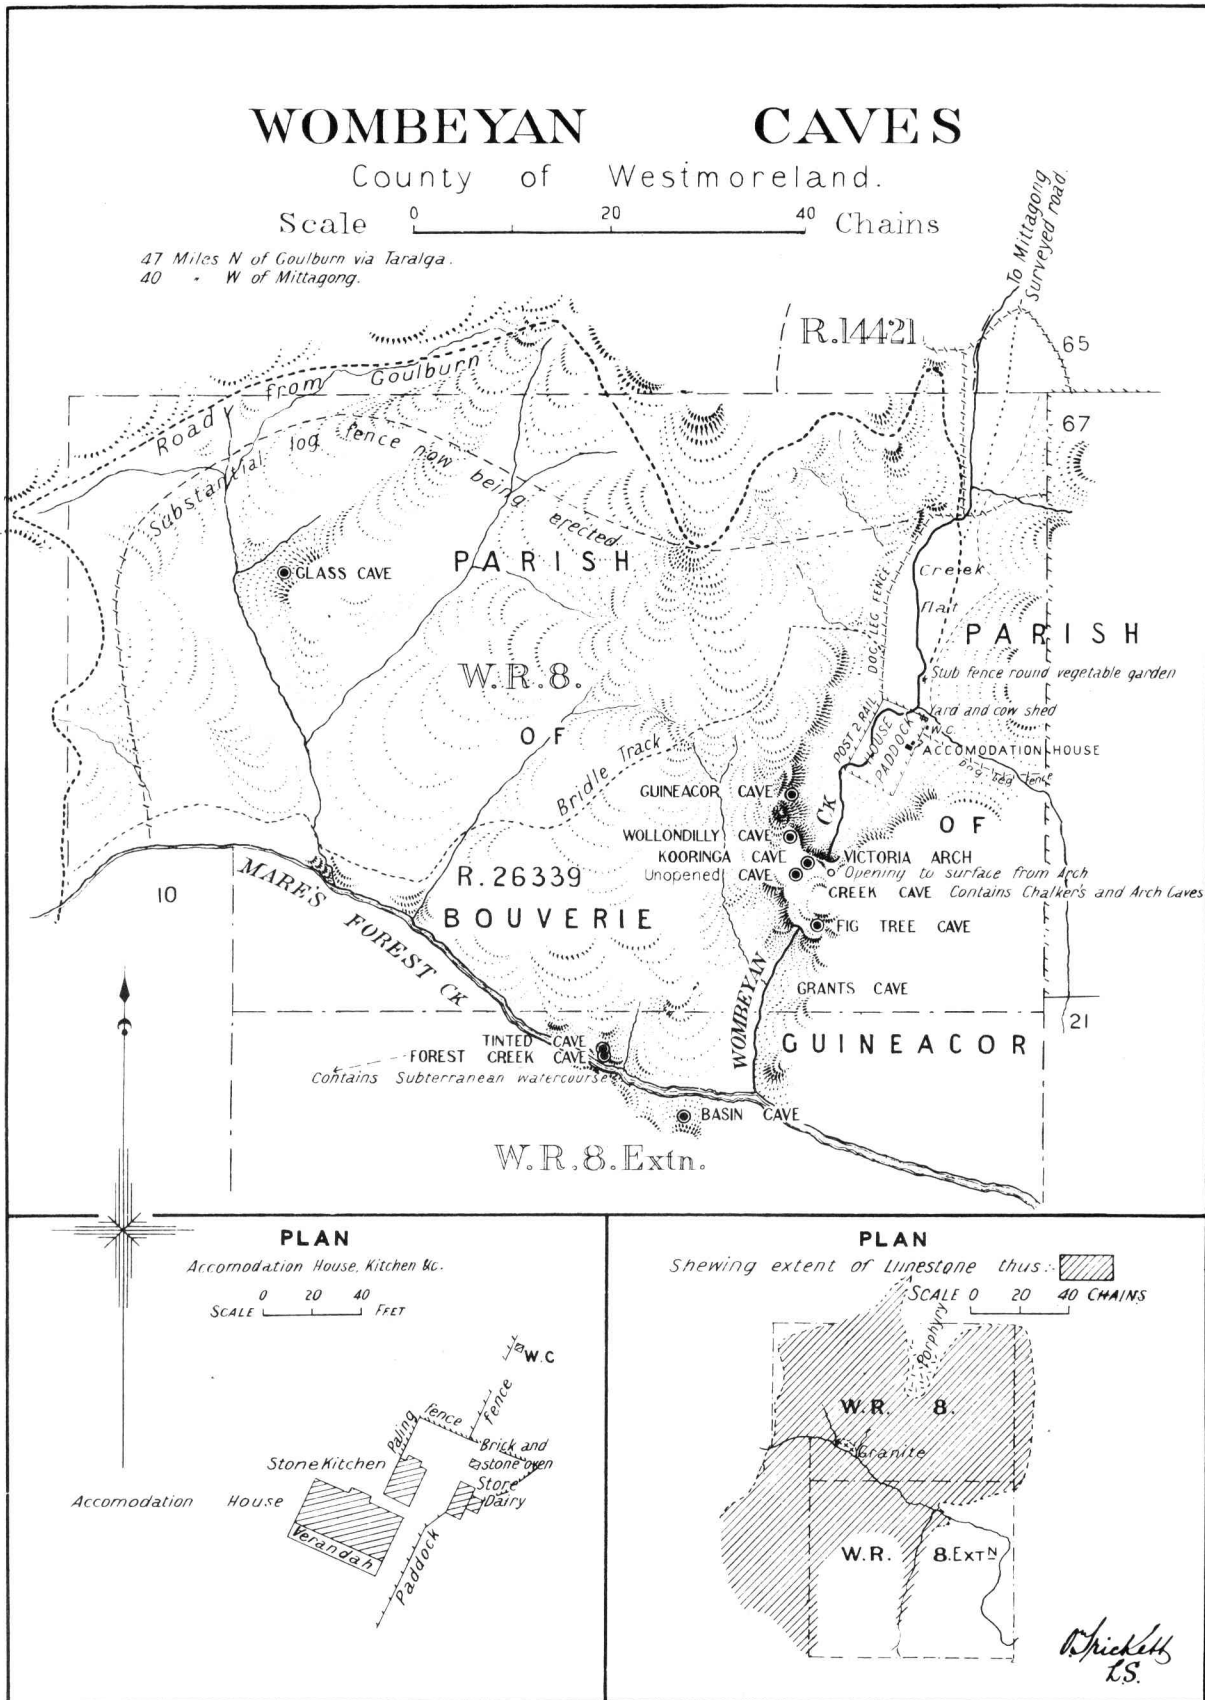 WOMBEYAN CAVES
County of Westmoreland.
Scale 0 20 40 Chains
47 Miles N of Goulburn via Taralga.
40 " W of Mittagong.
To Mittagong
Surveyed road.
R.14421
65
67
Road from Goulburn
Substantial log fence now being erected
GLASS CAVE
PARISH
Creek
Flat
DOG LEG FENCE
PARISH
W.R.8.
Stub fence round vegetable garden
Yard and cow shed
POST 2 RAIL
HOUSE
PADDOCK
W.C.
ACCOMODATION HOUSE
Dog Leg fence
OF
Bridle Track
GUINEACOR CAVE
CK
OF
WOLLONDILLY CAVE
KOORINGA CAVE
VICTORIA ARCH
Unopened CAVE
Opening to surface from Arch
R.26339
CREEK CAVE Contains Chalker's and Arch Caves
10
MARE'S FOREST CK
BOUVERIE
FIG TREE CAVE
WOMBEYAN
GRANTS CAVE
21
TINTED CAVE
GUINEACOR
FOREST CREEK CAVE
Contains Subterranean watercourse
BASIN CAVE
W.R.8.Extn.
PLAN
Accomodation House, Kitchen &c.
0 20 40
SCALE FEET
W.C
Paling fence
fence
Brick and
stone oven
Stone Kitchen
Store
Dairy
Accomodation House
Verandah
Paddock
PLAN
Shewing extent of Limestone thus:-
SCALE 0 20 40 CHAINS
Porphyry
W.R. 8.
Granite
W.R. 8.EXTN
O Trickett
L.S.